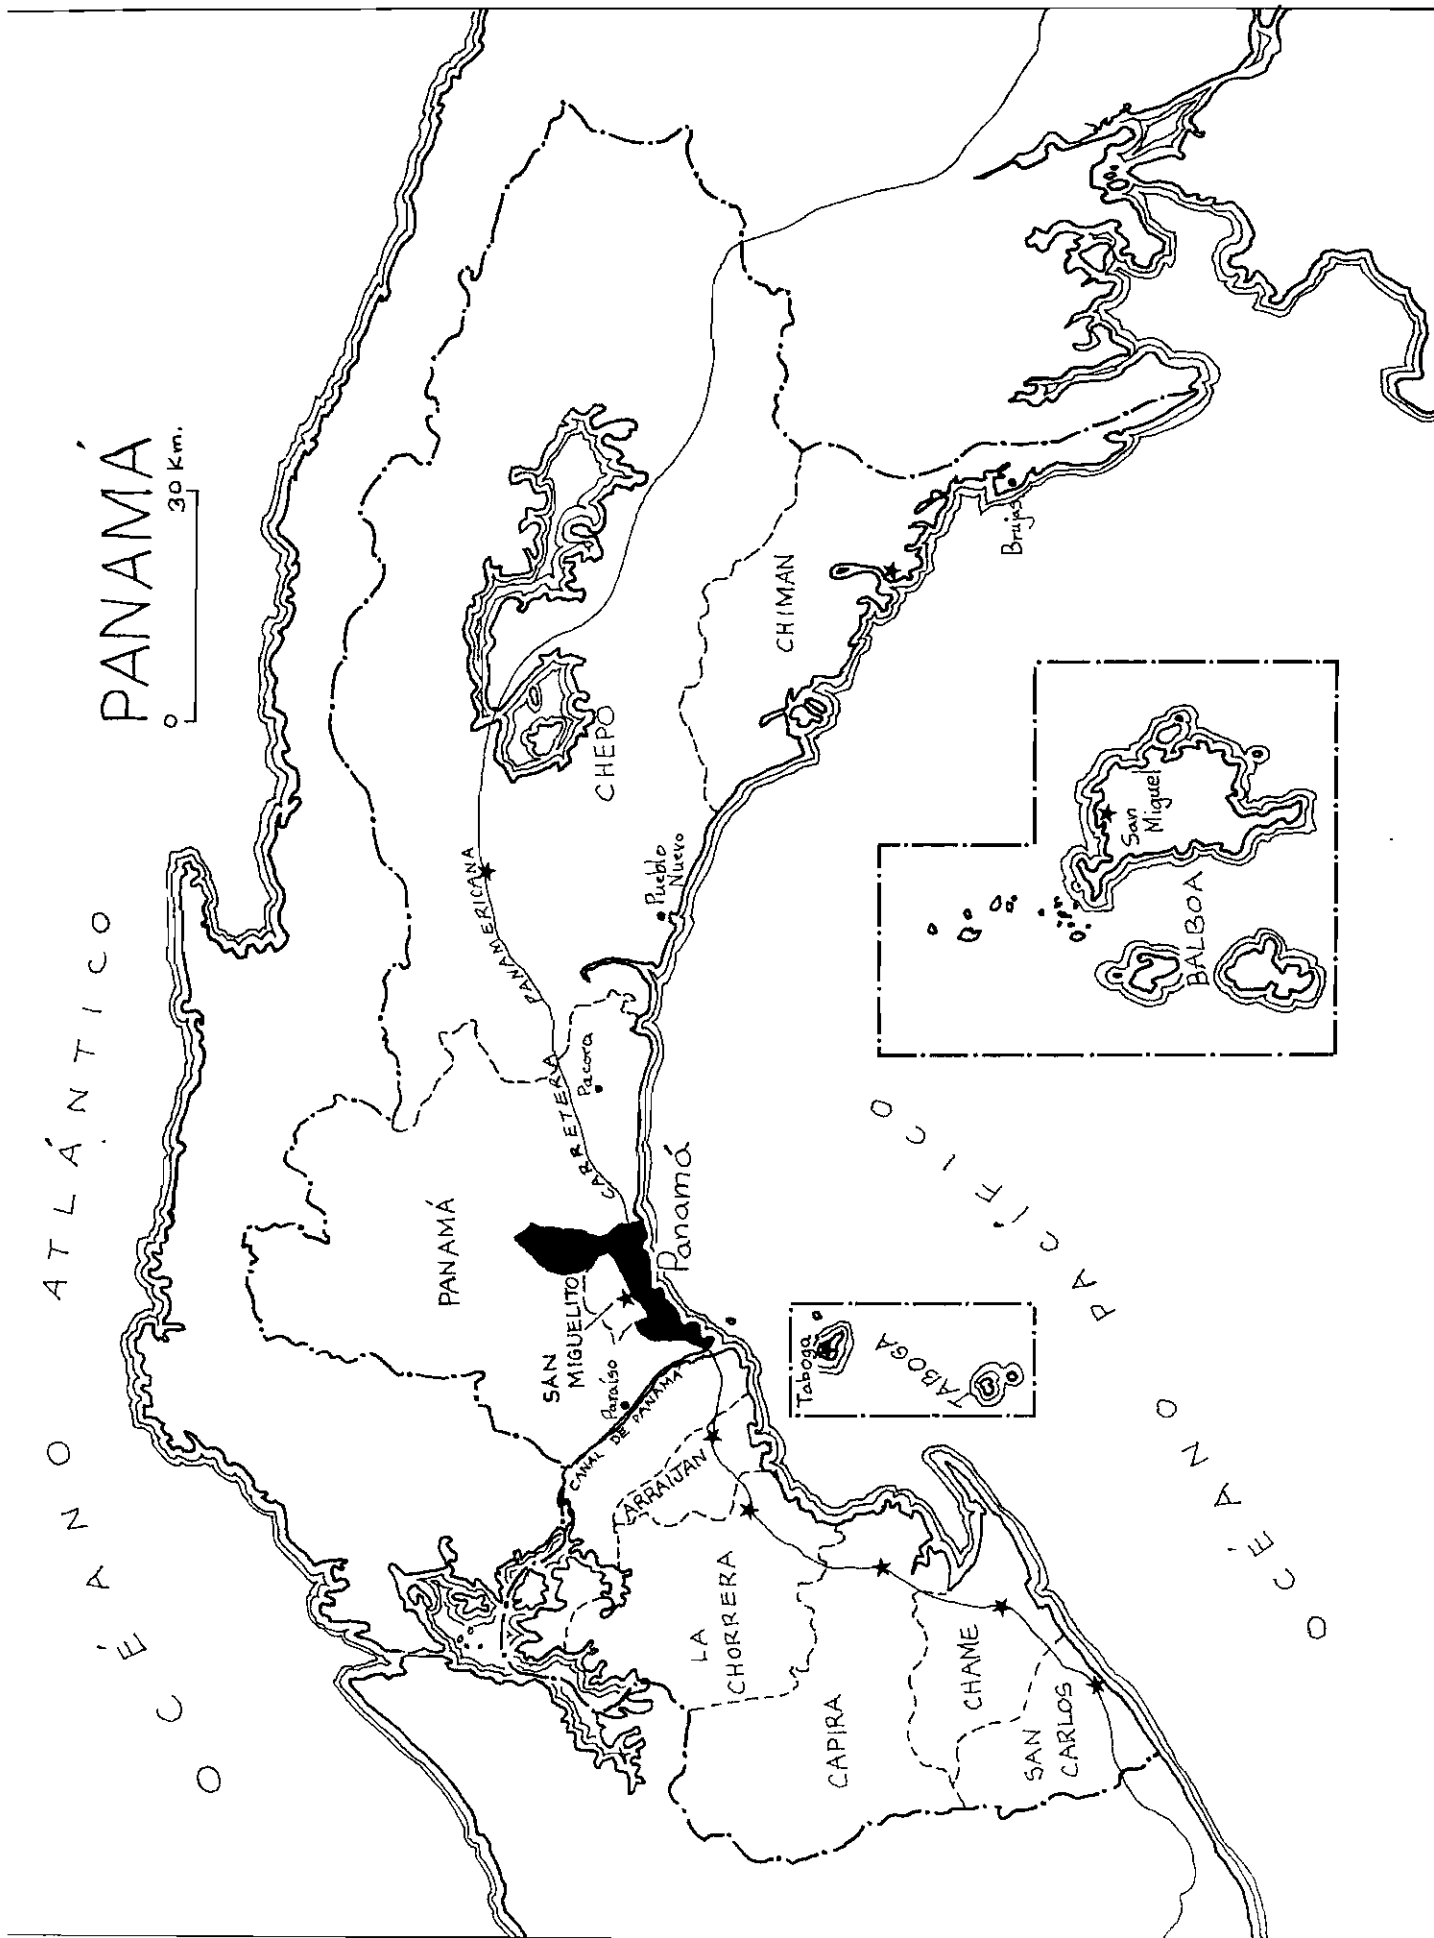 PANAMÁ
0 30 Km.
OCÉANO ATLÁNTICO
PANAMÁ
SAN
MIGUELITO
Paraíso
CANAL DE PANAMA
CARRETERA PANAMERICANA
Pacora
Panamá
CHEPO
Pueblo
Nuevo
CHIMAN
Brujas
ARRAIJAN
LA
CHORRERA
CAPIRA
CHAME
SAN
CARLOS
Taboga
TABOGA
San
Miguel
BALBOA
OCÉANO PACÍFICO